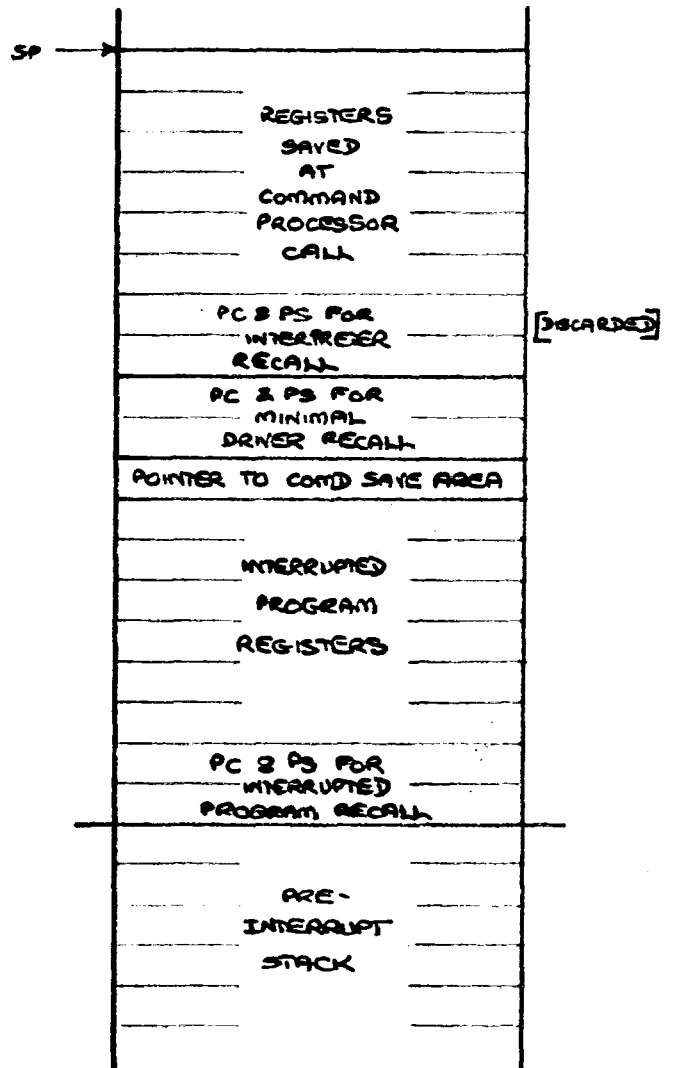 SP
REGISTERS
SAVED
AT
COMMAND
PROCESSOR
CALL
PC & PS FOR
INTERPRETER
RECALL
[DISCARDED]
PC & PS FOR
MINIMAL
DRIVER RECALL
POINTER TO COMD SAVE AREA
INTERRUPTED
PROGRAM
REGISTERS
PC & PS FOR
INTERRUPTED
PROGRAM RECALL
PRE-
INTERRUPT
STACK